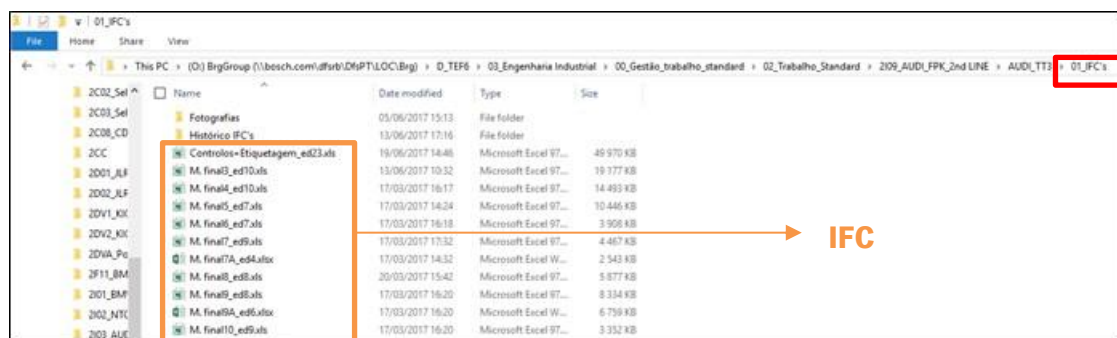 01_IFC's
File Home Share View
This PC > (O:) BrgGroup (\\bosch.com\dfsrb\DfsPT\LOC\Brg) > D_TEF6 > 03_Engenharia Industrial > 00_Gestão_trabalho_standard > 02_Trabalho_Standard > 2I09_AUDI_FPK_2nd LINE > AUDI_TT3 > 01_IFC's
2C02_Sel Name Date modified Type Size
2C03_Sel Fotografias 05/06/2017 15:13 File folder
2C08_CD Histórico IFC's 13/06/2017 17:16 File folder
2CC Controlos+Etiquetagem_ed23.xls 19/06/2017 14:46 Microsoft Excel 97... 49 970 KB
2D01_JLR M. final3_ed10.xls 13/06/2017 10:32 Microsoft Excel 97... 19 177 KB
2D02_JLR M. final4_ed10.xls 17/03/2017 16:17 Microsoft Excel 97... 14 493 KB
2DV1_KIC M. final5_ed7.xls 17/03/2017 14:24 Microsoft Excel 97... 10 446 KB
2DV2_KIC M. final6_ed7.xls 17/03/2017 16:18 Microsoft Excel 97... 3 908 KB
2DVA_Po M. final7_ed9.xls 17/03/2017 17:32 Microsoft Excel 97... 4 467 KB
IFC
M. final7A_ed4.xlsx 17/03/2017 14:32 Microsoft Excel W... 2 543 KB
2F11_BM M. final8_ed8.xls 20/03/2017 15:42 Microsoft Excel 97... 5 877 KB
2I01_BM M. final9_ed8.xls 17/03/2017 16:20 Microsoft Excel 97... 8 334 KB
2I02_NTC M. final9A_ed6.xlsx 17/03/2017 16:20 Microsoft Excel W... 6 759 KB
2I03_AUD M. final10_ed9.xls 17/03/2017 16:20 Microsoft Excel 97... 3 352 KB